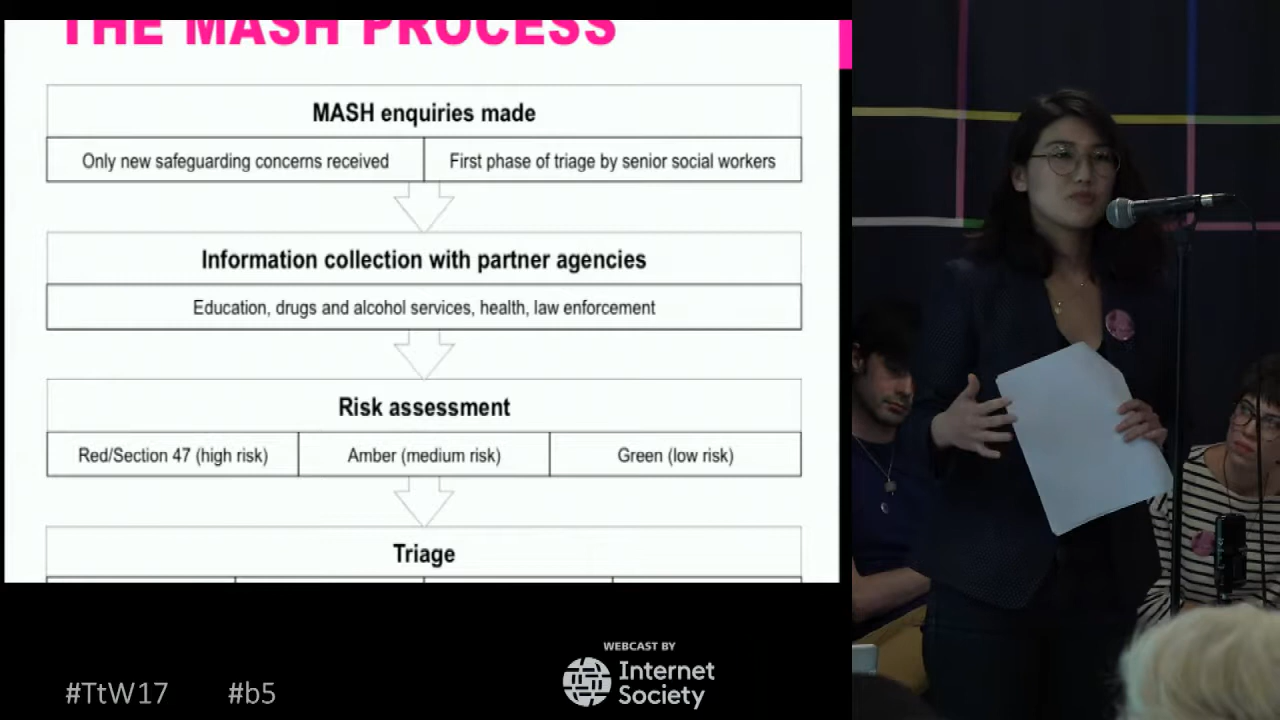 THE MASH PROCESS
MASH enquiries made
Only new safeguarding concerns received
First phase of triage by senior social workers
Information collection with partner agencies
Education, drugs and alcohol services, health, law enforcement
Risk assessment
Red/Section 47 (high risk)
Amber (medium risk)
Green (low risk)
Triage
#TtW17
#b5
WEBCAST BY
Internet
Society